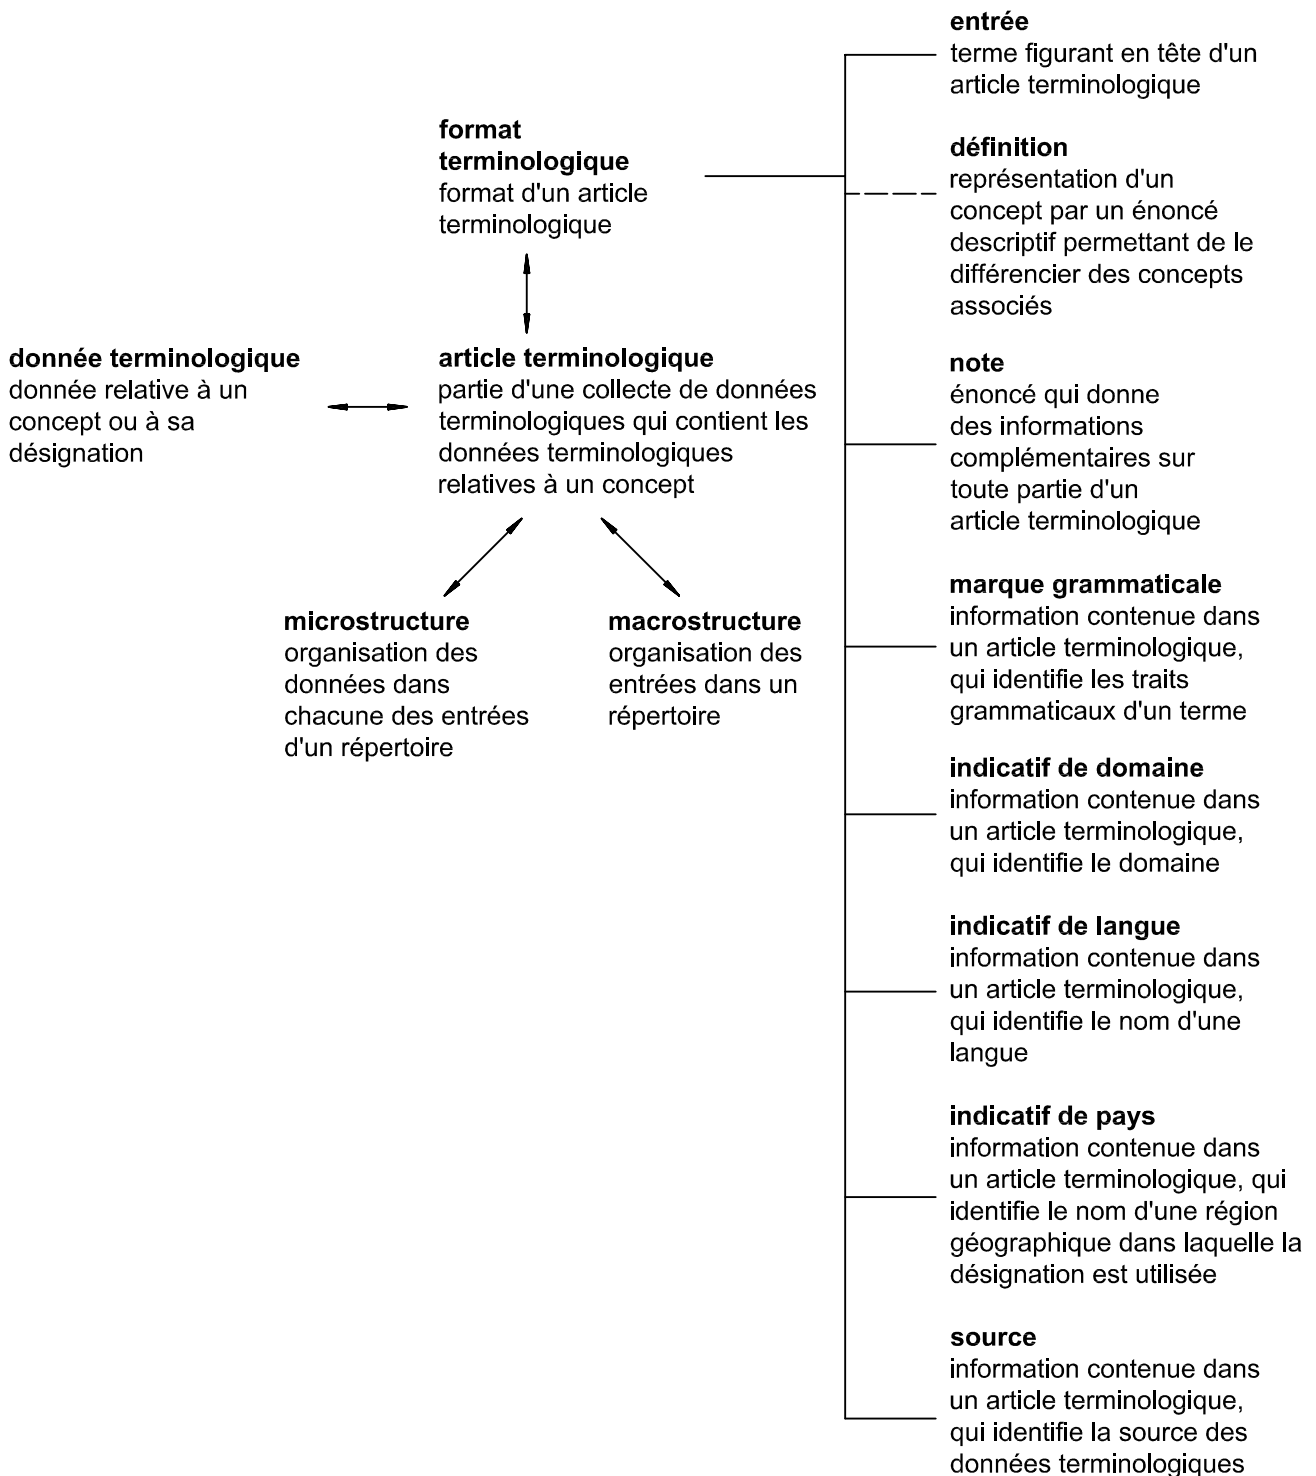 format
terminologique
format d'un article
terminologique
donnée terminologique
donnée relative à un
concept ou à sa
désignation
article terminologique
partie d'une collecte de données
terminologiques qui contient les
données terminologiques
relatives à un concept
microstructure
organisation des
données dans
chacune des entrées
d'un répertoire
macrostructure
organisation des
entrées dans un
répertoire
entrée
terme figurant en tête d'un
article terminologique
définition
représentation d'un
concept par un énoncé
descriptif permettant de le
différencier des concepts
associés
note
énoncé qui donne
des informations
complémentaires sur
toute partie d'un
article terminologique
marque grammaticale
information contenue dans
un article terminologique,
qui identifie les traits
grammaticaux d'un terme
indicatif de domaine
information contenue dans
un article terminologique,
qui identifie le domaine
indicatif de langue
information contenue dans
un article terminologique,
qui identifie le nom d'une
langue
indicatif de pays
information contenue dans
un article terminologique, qui
identifie le nom d'une région
géographique dans laquelle la
désignation est utilisée
source
information contenue dans
un article terminologique,
qui identifie la source des
données terminologiques